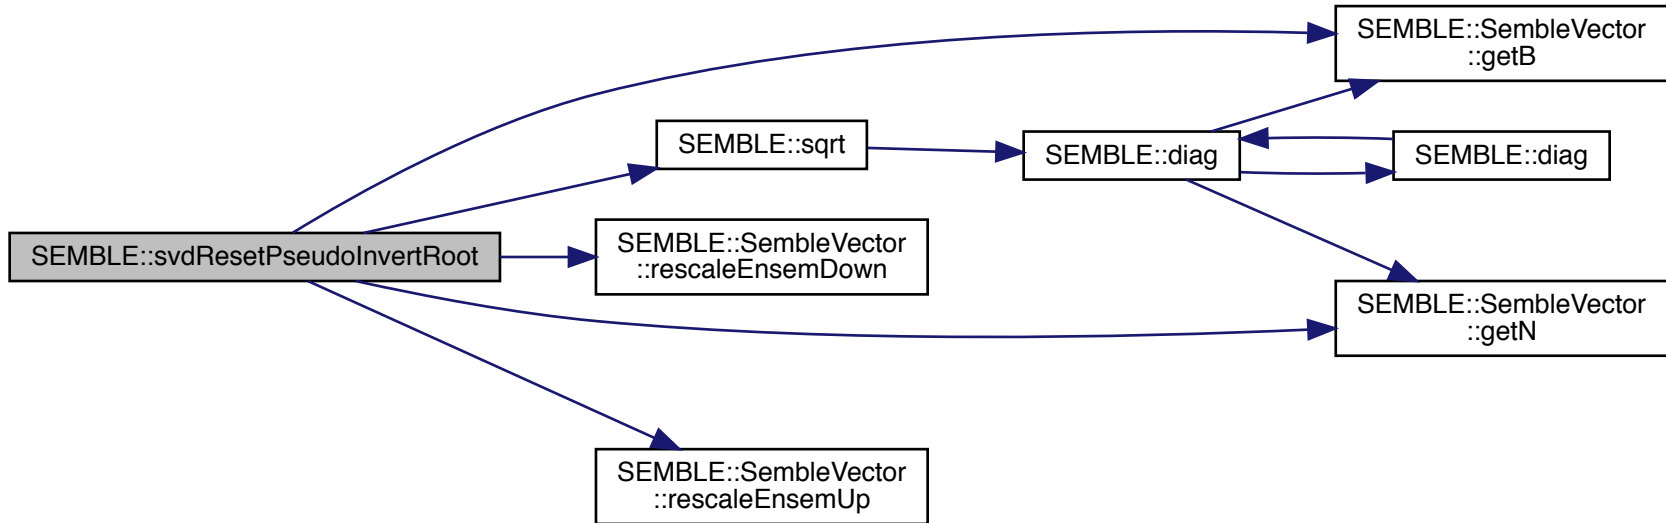 SEMBLE::SembleVector
::getB
SEMBLE::sqrt
SEMBLE::diag
SEMBLE::diag
SEMBLE::svdResetPseudoInvertRoot
SEMBLE::SembleVector
::rescaleEnsemDown
SEMBLE::SembleVector
::getN
SEMBLE::SembleVector
::rescaleEnsemUp